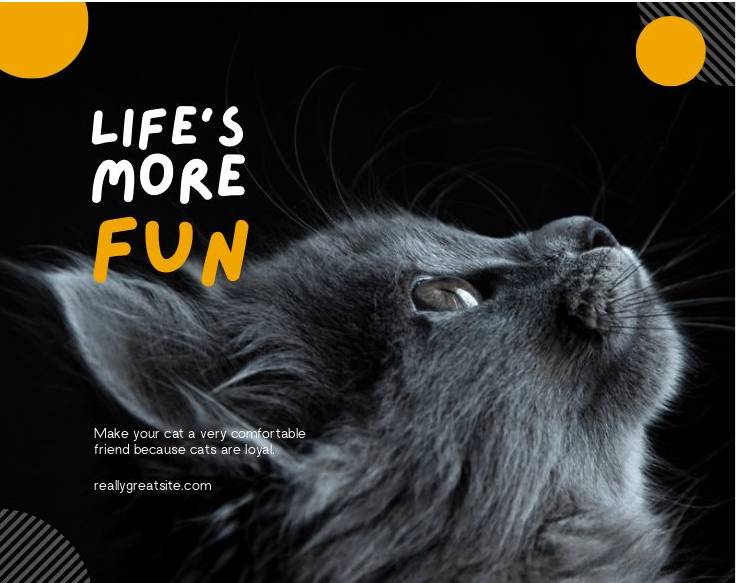 LIFE'S
MORE
FUN
Make your cat a very comfortable
friend because cats are loyal.
reallygreatsite.com